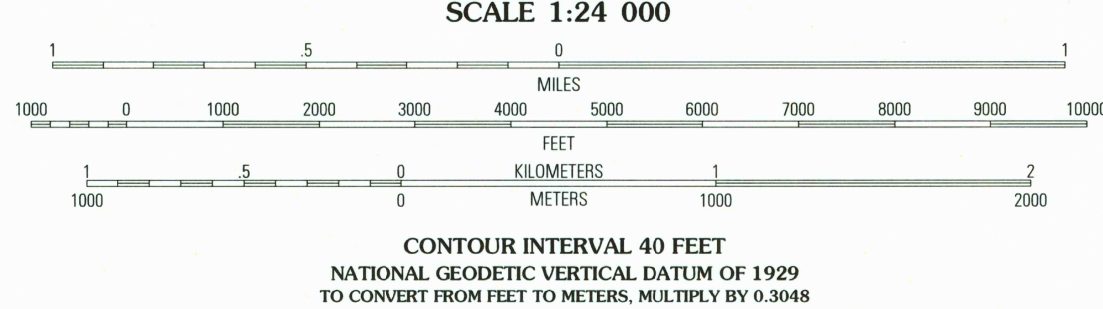 SCALE 1:24 000
1 .5 0 1
MILES
1000 0 1000 2000 3000 4000 5000 6000 7000 8000 9000 10000
FEET
1 .5 0 KILOMETERS 1 2
1000 0 METERS 1000 2000
CONTOUR INTERVAL 40 FEET
NATIONAL GEODETIC VERTICAL DATUM OF 1929
TO CONVERT FROM FEET TO METERS, MULTIPLY BY 0.3048